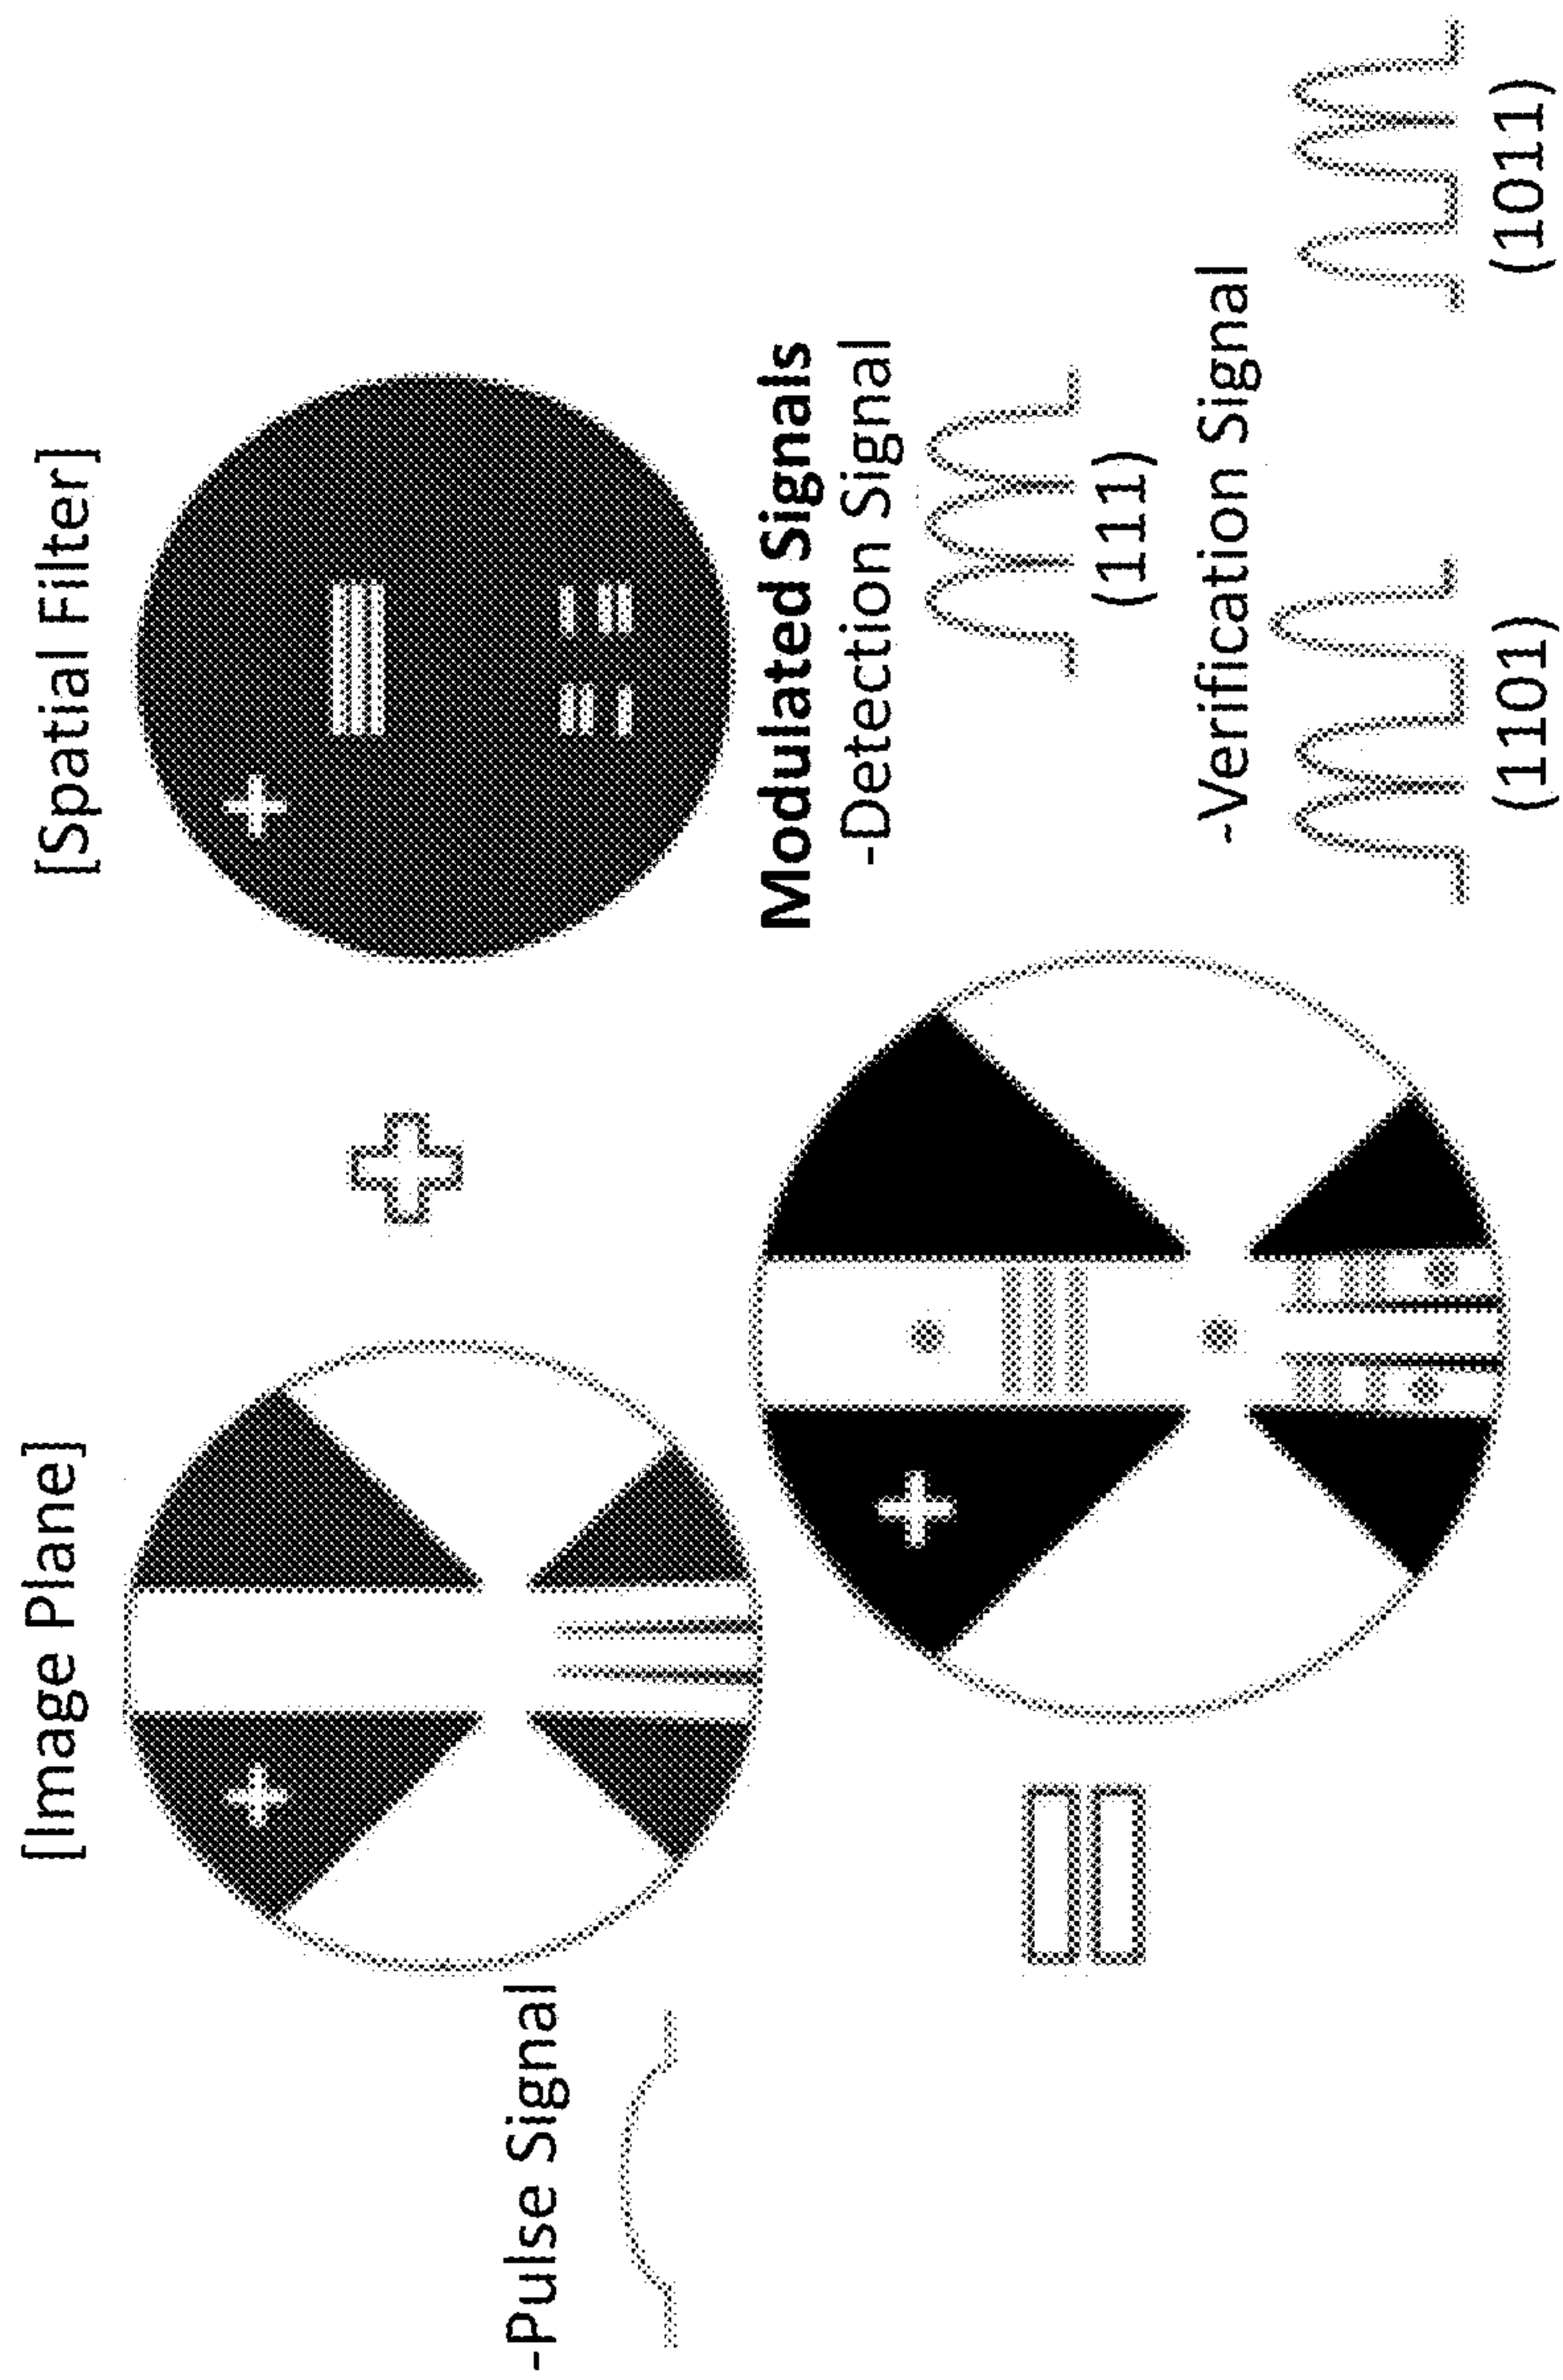 [Image Plane]
[Spatial Filter]
-Pulse Signal
Modulated Signals
-Detection Signal
(111)
-Verification Signal
(1101)
(1011)